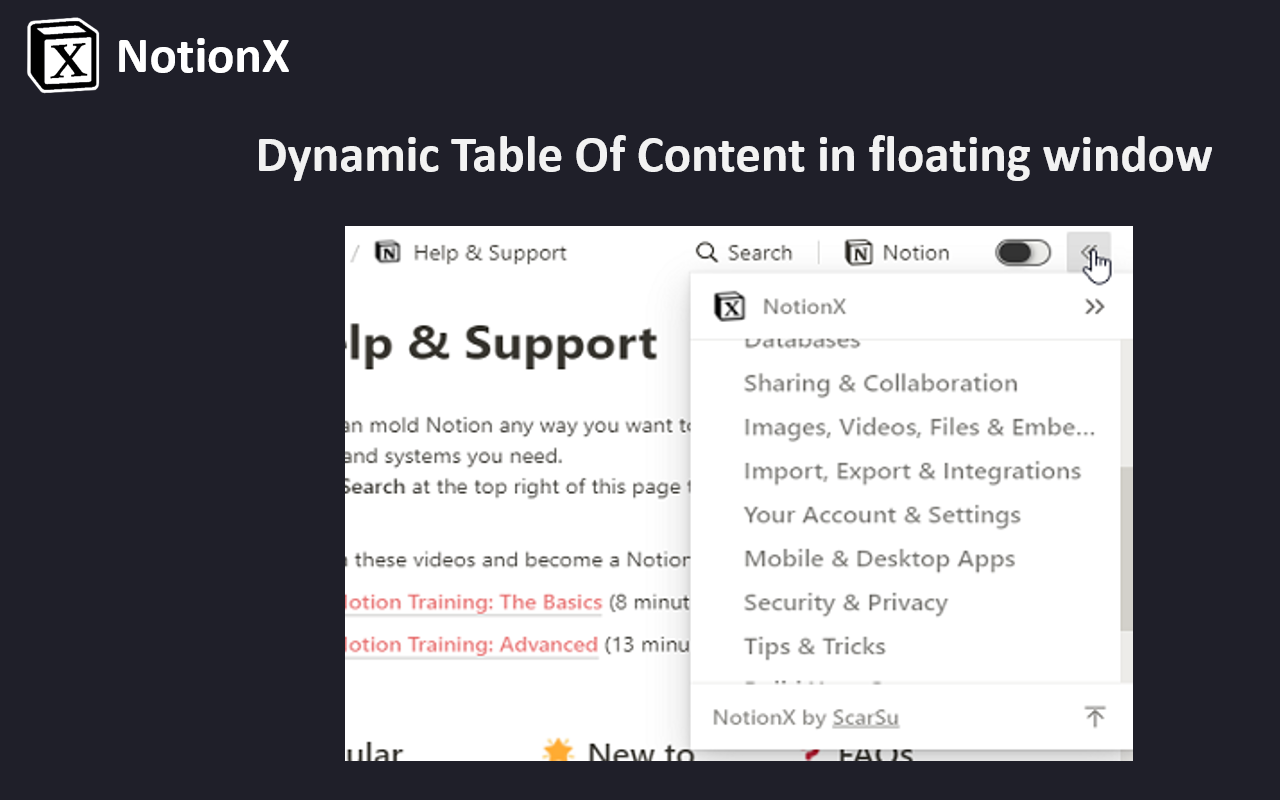 NotionX
Dynamic Table Of Content in floating window
/ Help & Support Search Notion
NotionX
lp & Support
Databases
Sharing & Collaboration
Images, Videos, Files & Embe...
Import, Export & Integrations
Your Account & Settings
Mobile & Desktop Apps
Security & Privacy
Tips & Tricks
an mold Notion any way you want to
and systems you need.
Search at the top right of this page
these videos and become a Notion
Notion Training: The Basics (8 minut
Notion Training: Advanced (13 minu
NotionX by ScarSu
ular New to FAQs